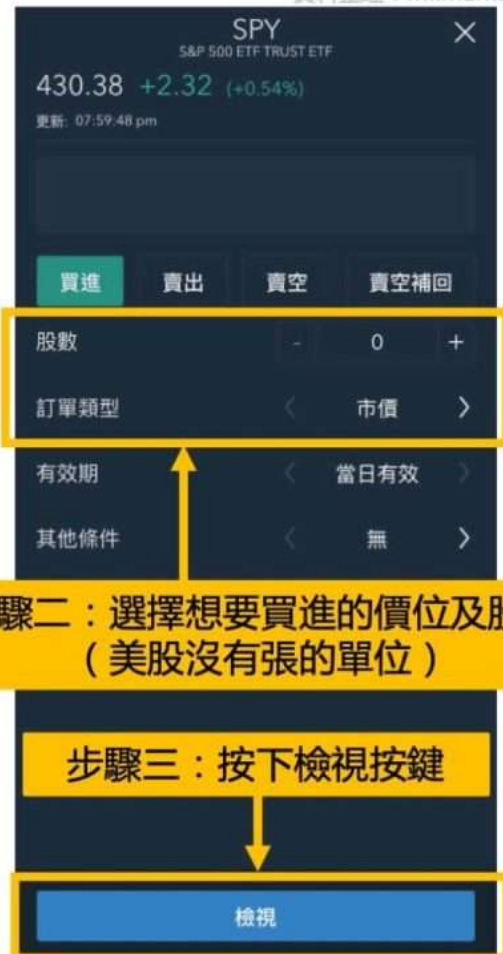 SPY
S&P 500 ETF TRUST ETF
430.38 +2.32 (+0.54%)
更新: 07:59:48 pm
買進 賣出 賣空 賣空補回
股數 - 0 +
訂單類型 市價
有效期 當日有效
其他條件 無
驟二：選擇想要買進的價位及
（美股沒有張的單位）
步驟三：按下檢視按鍵
檢視